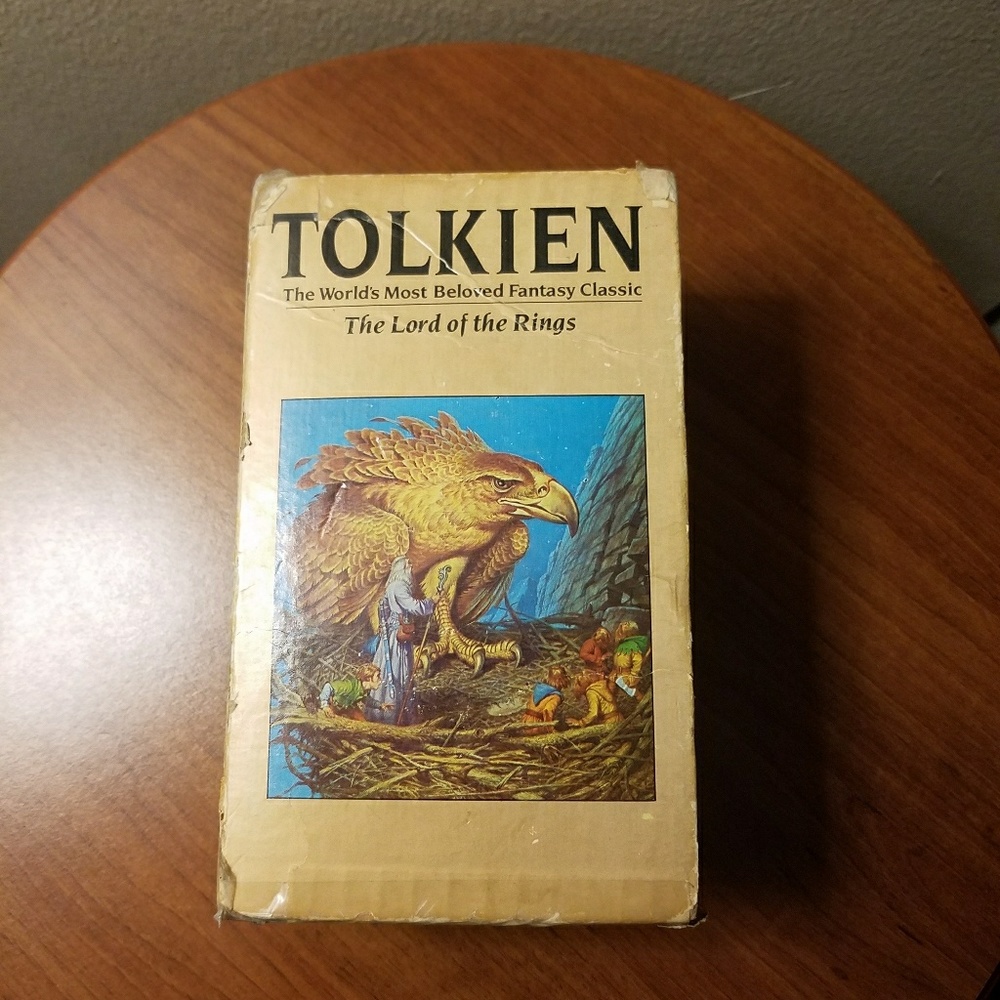 TOLKIEN
The World's Most Beloved Fantasy Classic
The Lord of the Rings